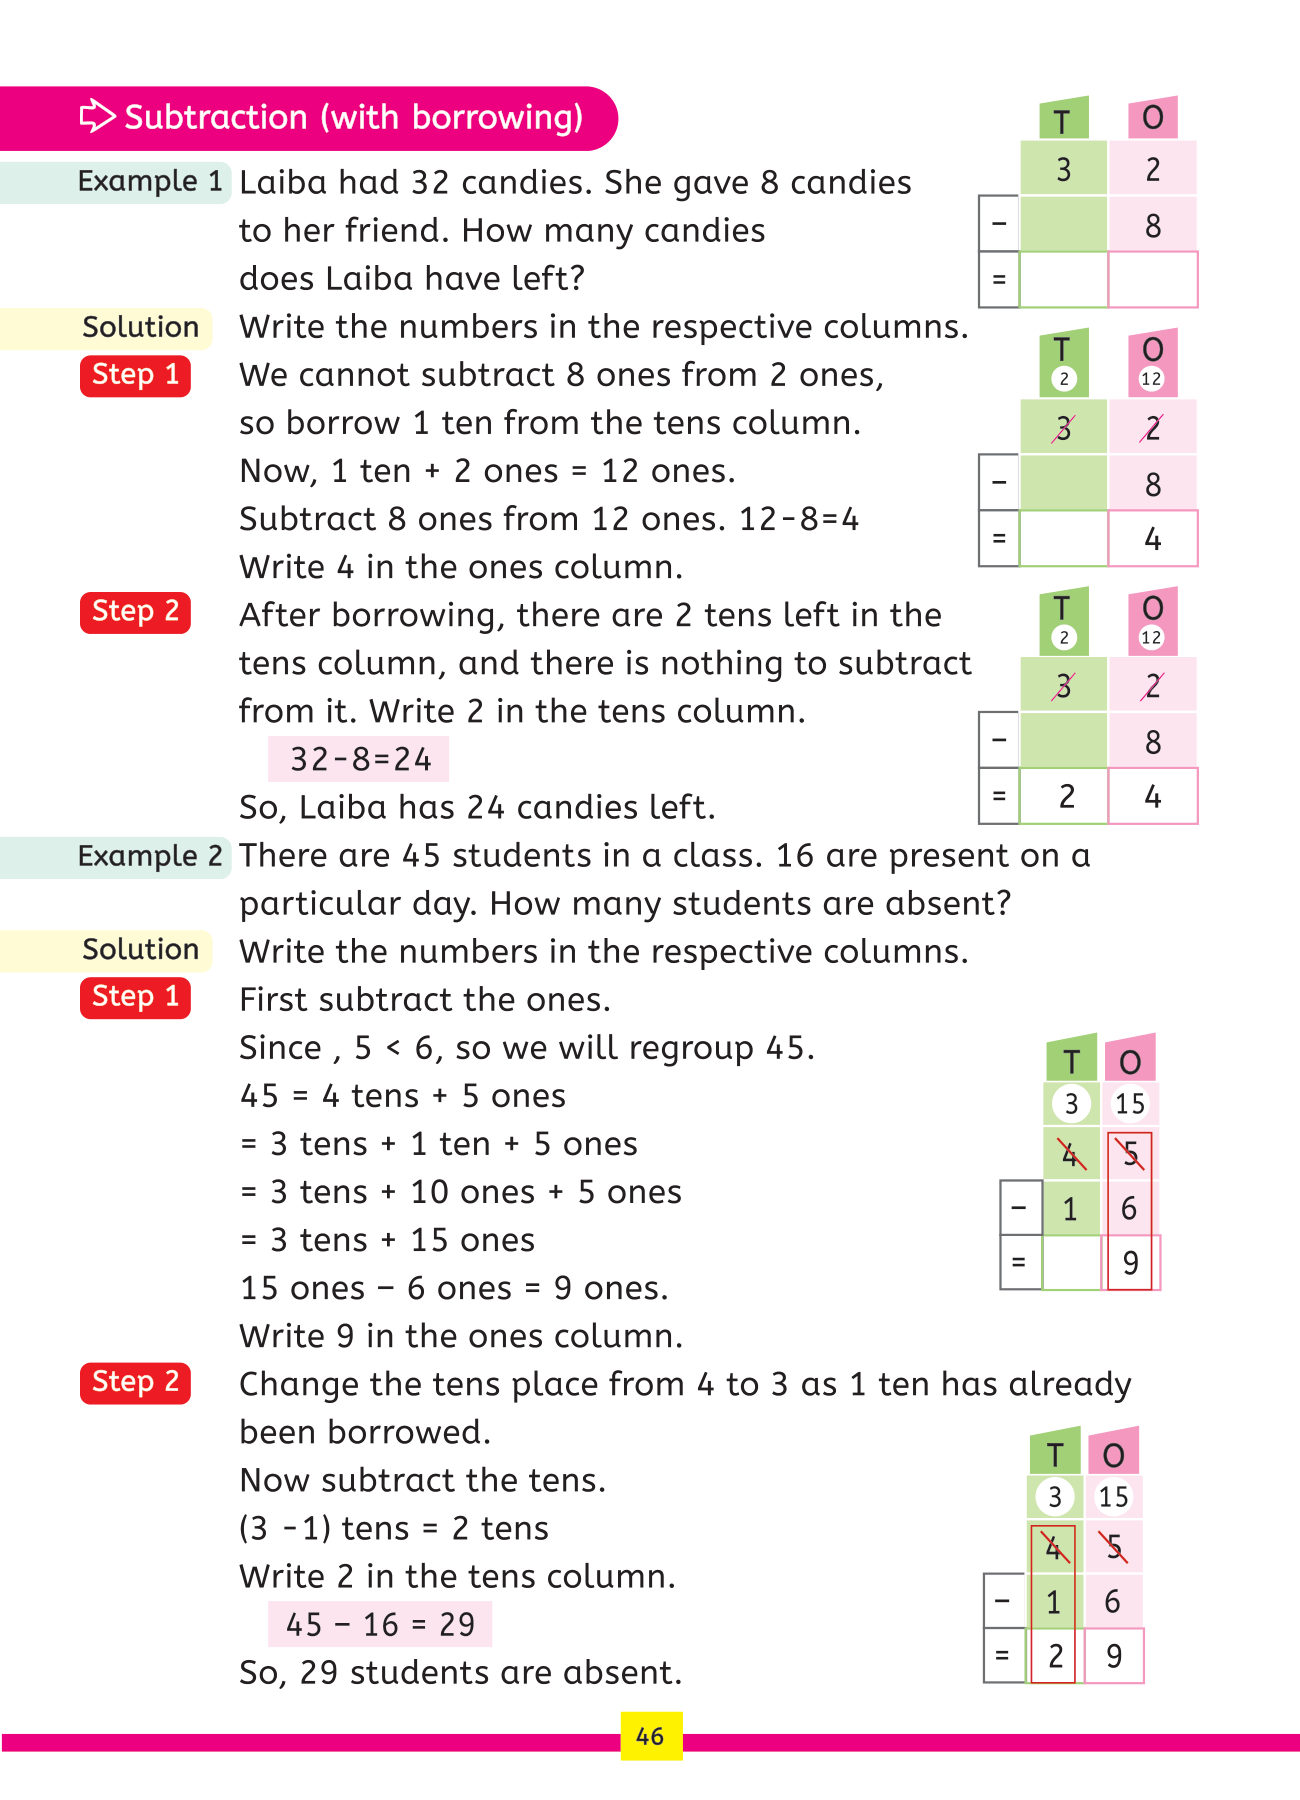 Subtraction (with borrowing)
Example 1 Laiba had 32 candies. She gave 8 candies
to her friend. How many candies
does Laiba have left?
T O
3 2
– 8
=
Solution Write the numbers in the respective columns.
Step 1 We cannot subtract 8 ones from 2 ones,
so borrow 1 ten from the tens column.
Now, 1 ten + 2 ones = 12 ones.
Subtract 8 ones from 12 ones. 12-8=4
Write 4 in the ones column.
T O
2 12
3 2
– 8
= 4
Step 2 After borrowing, there are 2 tens left in the
tens column, and there is nothing to subtract
from it. Write 2 in the tens column.
32-8=24
So, Laiba has 24 candies left.
T O
2 12
3 2
– 8
= 2 4
Example 2 There are 45 students in a class. 16 are present on a
particular day. How many students are absent?
Solution Write the numbers in the respective columns.
Step 1 First subtract the ones.
Since , 5 < 6, so we will regroup 45.
45 = 4 tens + 5 ones
= 3 tens + 1 ten + 5 ones
= 3 tens + 10 ones + 5 ones
= 3 tens + 15 ones
15 ones – 6 ones = 9 ones.
Write 9 in the ones column.
T O
3 15
4 5
– 1 6
= 9
Step 2 Change the tens place from 4 to 3 as 1 ten has already
been borrowed.
Now subtract the tens.
(3 -1) tens = 2 tens
Write 2 in the tens column.
45 – 16 = 29
So, 29 students are absent.
T O
3 15
4 5
– 1 6
= 2 9
46